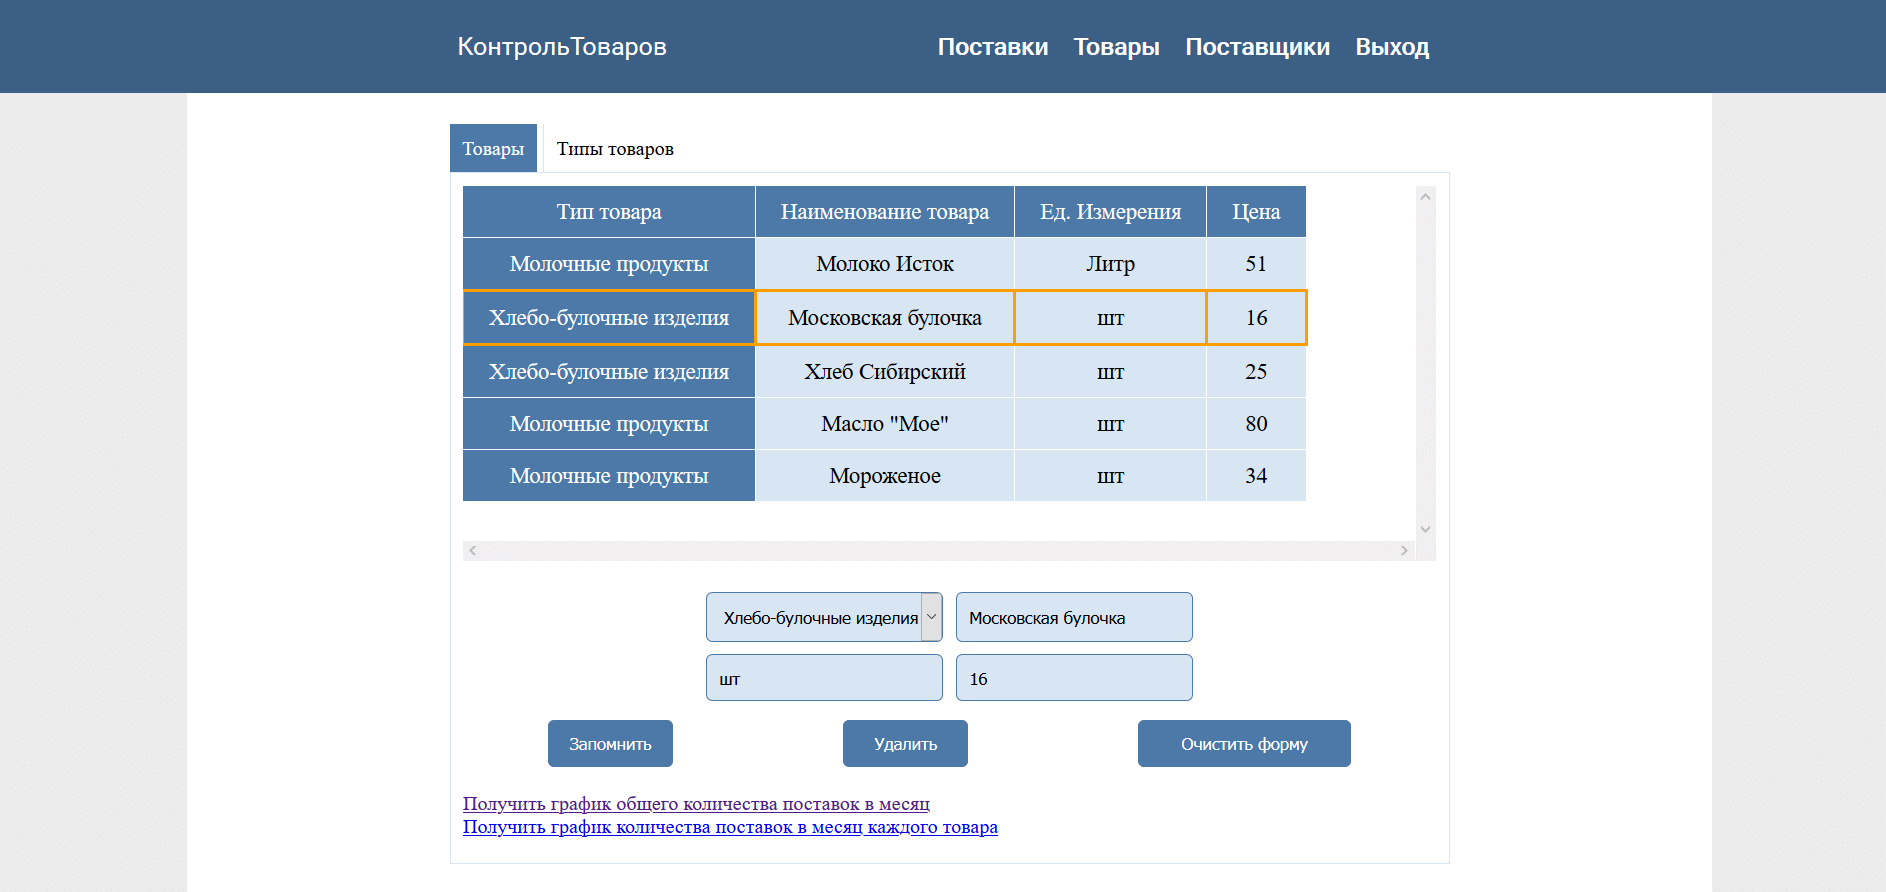 КонтрольТоваров Поставки Товары Поставщики Выход
Товары Типы товаров
Тип товара Наименование товара Ед. Измерения Цена
Молочные продукты Молоко Исток Литр 51
Хлебо-булочные изделия Московская булочка шт 16
Хлебо-булочные изделия Хлеб Сибирский шт 25
Молочные продукты Масло "Мое" шт 80
Молочные продукты Мороженое шт 34
Хлебо-булочные изделия Московская булочка
шт 16
Запомнить Удалить Очистить форму
Получить график общего количества поставок в месяц
Получить график количества поставок в месяц каждого товара